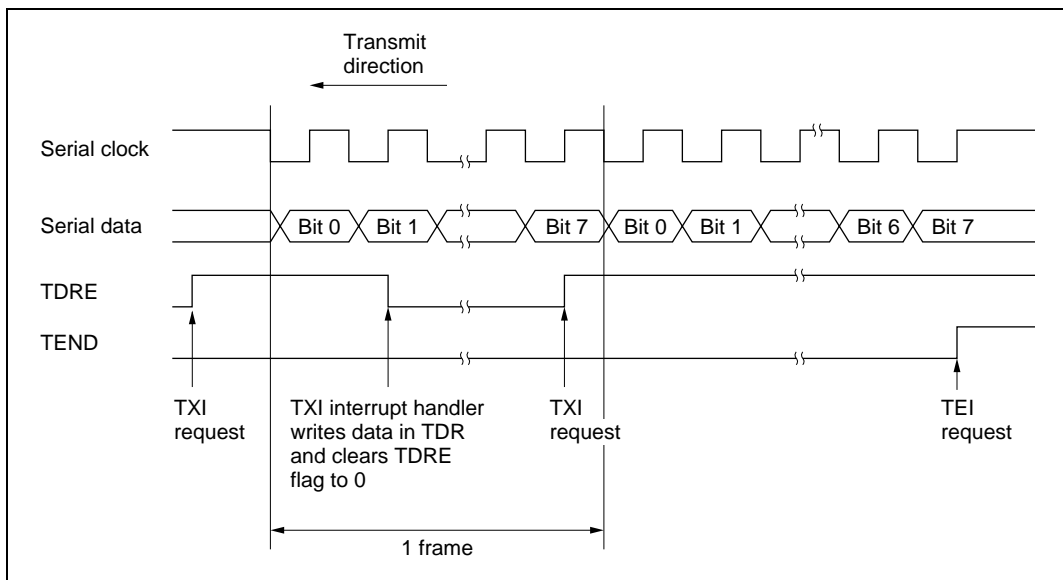 Transmit
direction
Serial clock
Serial data
Bit 0
Bit 1
Bit 7
Bit 0
Bit 1
Bit 6
Bit 7
TDRE
TEND
TXI
request
TXI interrupt handler
writes data in TDR
and clears TDRE
flag to 0
TXI
request
TEI
request
1 frame